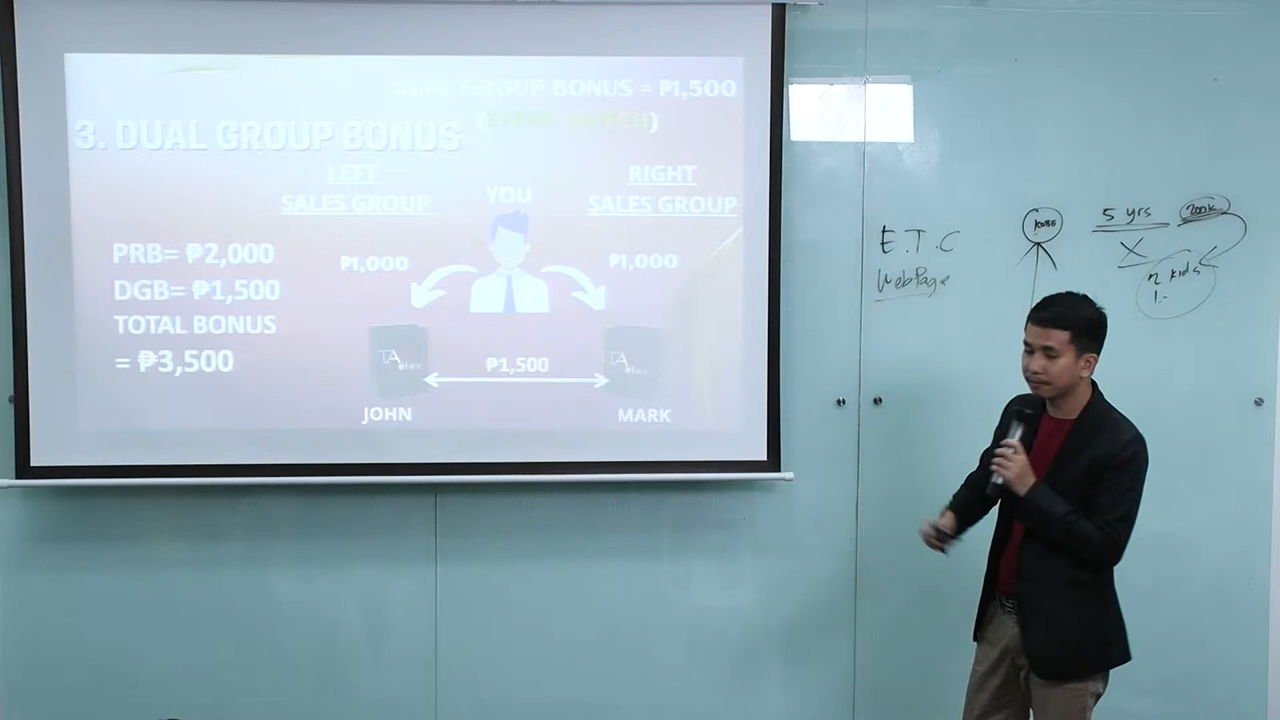 GROUP BONUS = ₱1,500
3. DUAL GROUP BONUS
LEFT
SALES GROUP
YOU
RIGHT
SALES GROUP
PRB= ₱2,000
DGB= ₱1,500
TOTAL BONUS
= ₱3,500
₱1,000
₱1,000
TA
TA
₱1,500
JOHN
MARK
E.T.C
WebPage
5 yrs
200k
X
2 kids